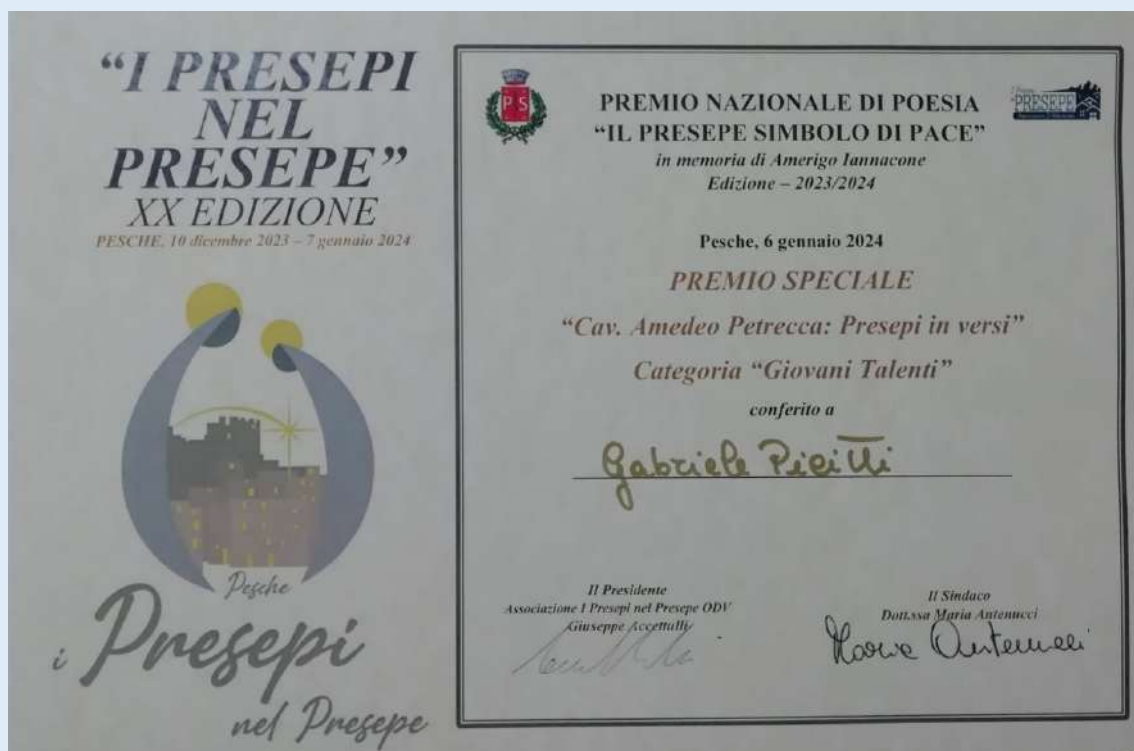 “I PRESEPI
NEL
PRESEPE”
XX EDIZIONE
PESCHE, 10 dicembre 2023 – 7 gennaio 2024
Pesche
i Presepi
nel Presepe
P S
PRESEPE
PREMIO NAZIONALE DI POESIA
“IL PRESEPE SIMBOLO DI PACE”
in memoria di Amerigo Iannacone
Edizione – 2023/2024
Pesche, 6 gennaio 2024
PREMIO SPECIALE
“Cav. Amedeo Petrecca: Presepi in versi”
Categoria “Giovani Talenti”
conferito a
Gabriele Picitti
Il Presidente
Associazione I Presepi nel Presepe ODV
Giuseppe Accettulli
Il Sindaco
Dott.ssa Maria Antenucci
Maria Antenucci